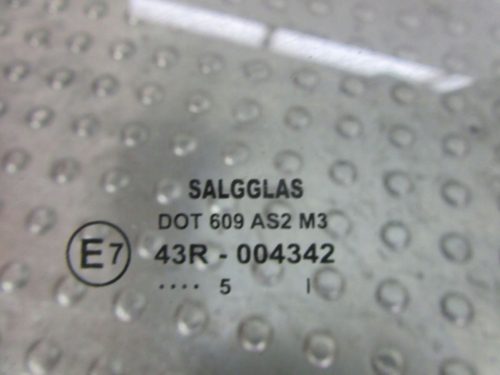 SALGGLAS
DOT 609 AS2 M3
E7 43R - 004342
.... 5 |